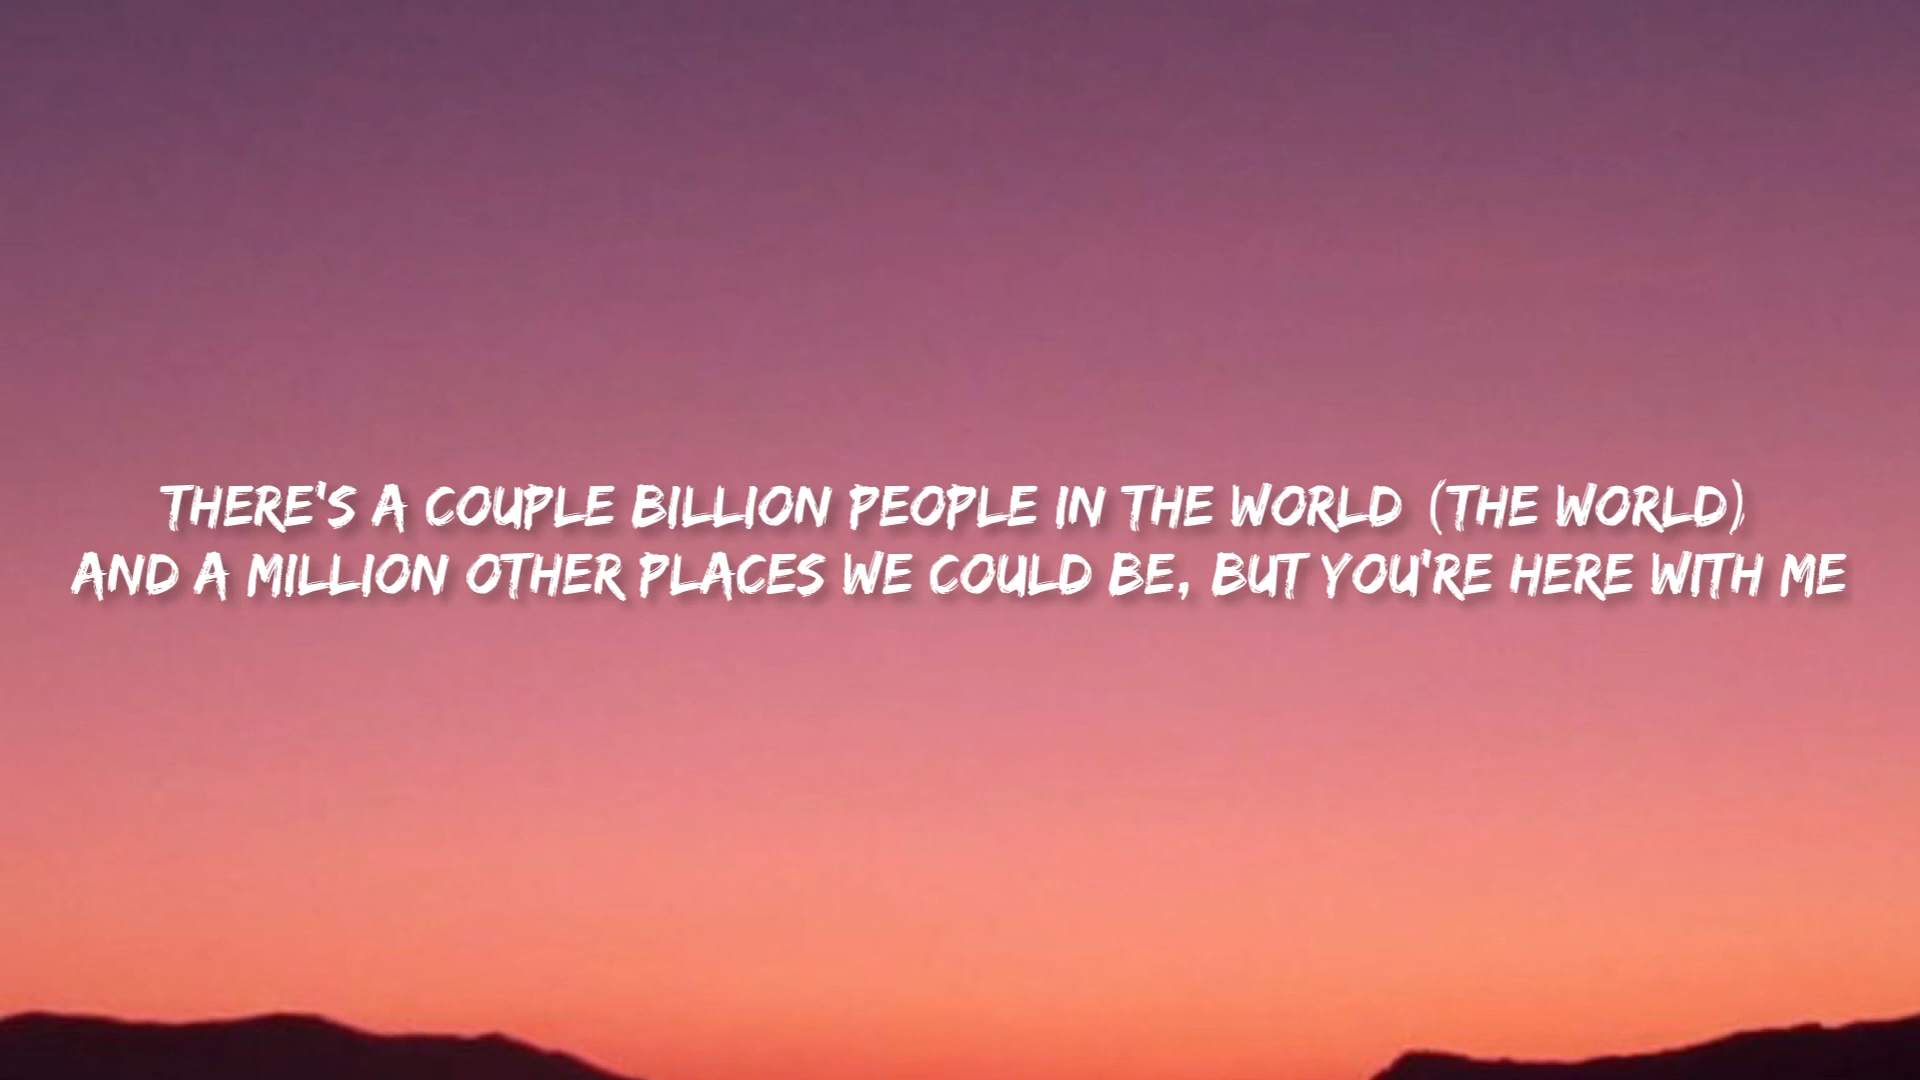 THERE'S A COUPLE BILLION PEOPLE IN THE WORLD (THE WORLD)
AND A MILLION OTHER PLACES WE COULD BE, BUT YOU'RE HERE WITH ME